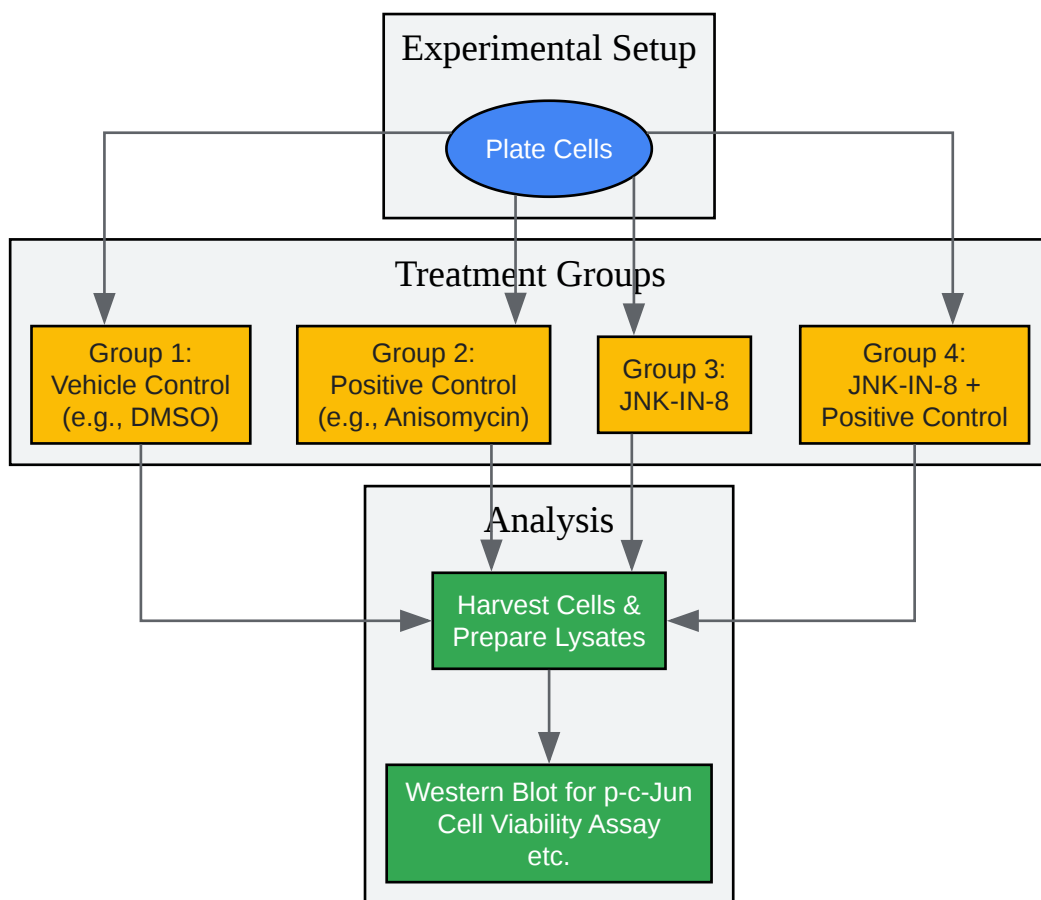 Experimental Setup
Plate Cells
Treatment Groups
Group 1:
Vehicle Control
(e.g., DMSO)
Group 2:
Positive Control
(e.g., Anisomycin)
Group 3:
JNK-IN-8
Group 4:
JNK-IN-8 +
Positive Control
Analysis
Harvest Cells &
Prepare Lysates
Western Blot for p-c-Jun
Cell Viability Assay
etc.